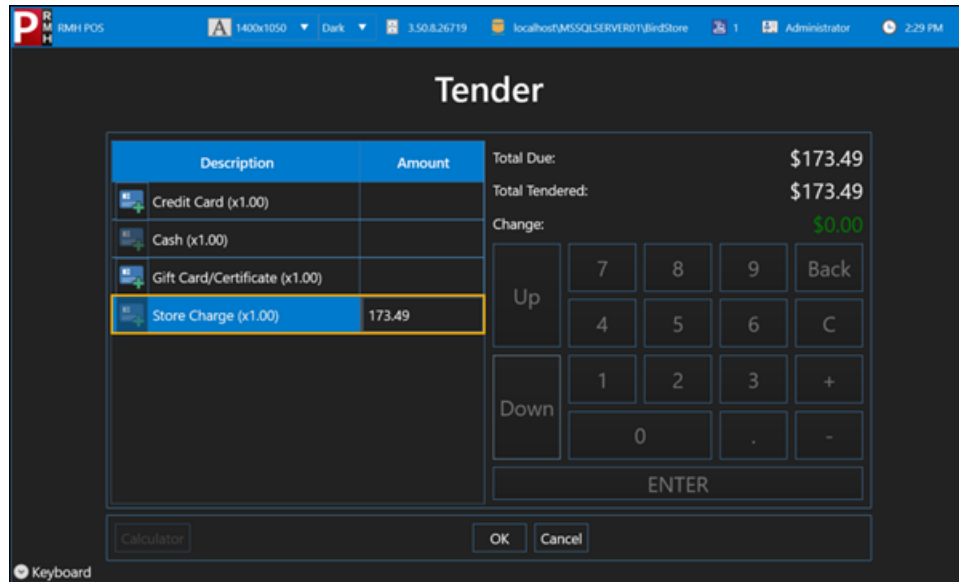 P RMH RMH POS A 1400x1050 Dark 3.50.8.26719 localhost\MSSQLSERVER01\BirdStore 1 Administrator 2:29 PM
Tender
Description Amount
Credit Card (x1.00)
Cash (x1.00)
Gift Card/Certificate (x1.00)
Store Charge (x1.00) 173.49
Total Due: $173.49
Total Tendered: $173.49
Change: $0.00
Up 7 8 9 Back
4 5 6 C
Down 1 2 3 +
0 . -
ENTER
Calculator OK Cancel
Keyboard